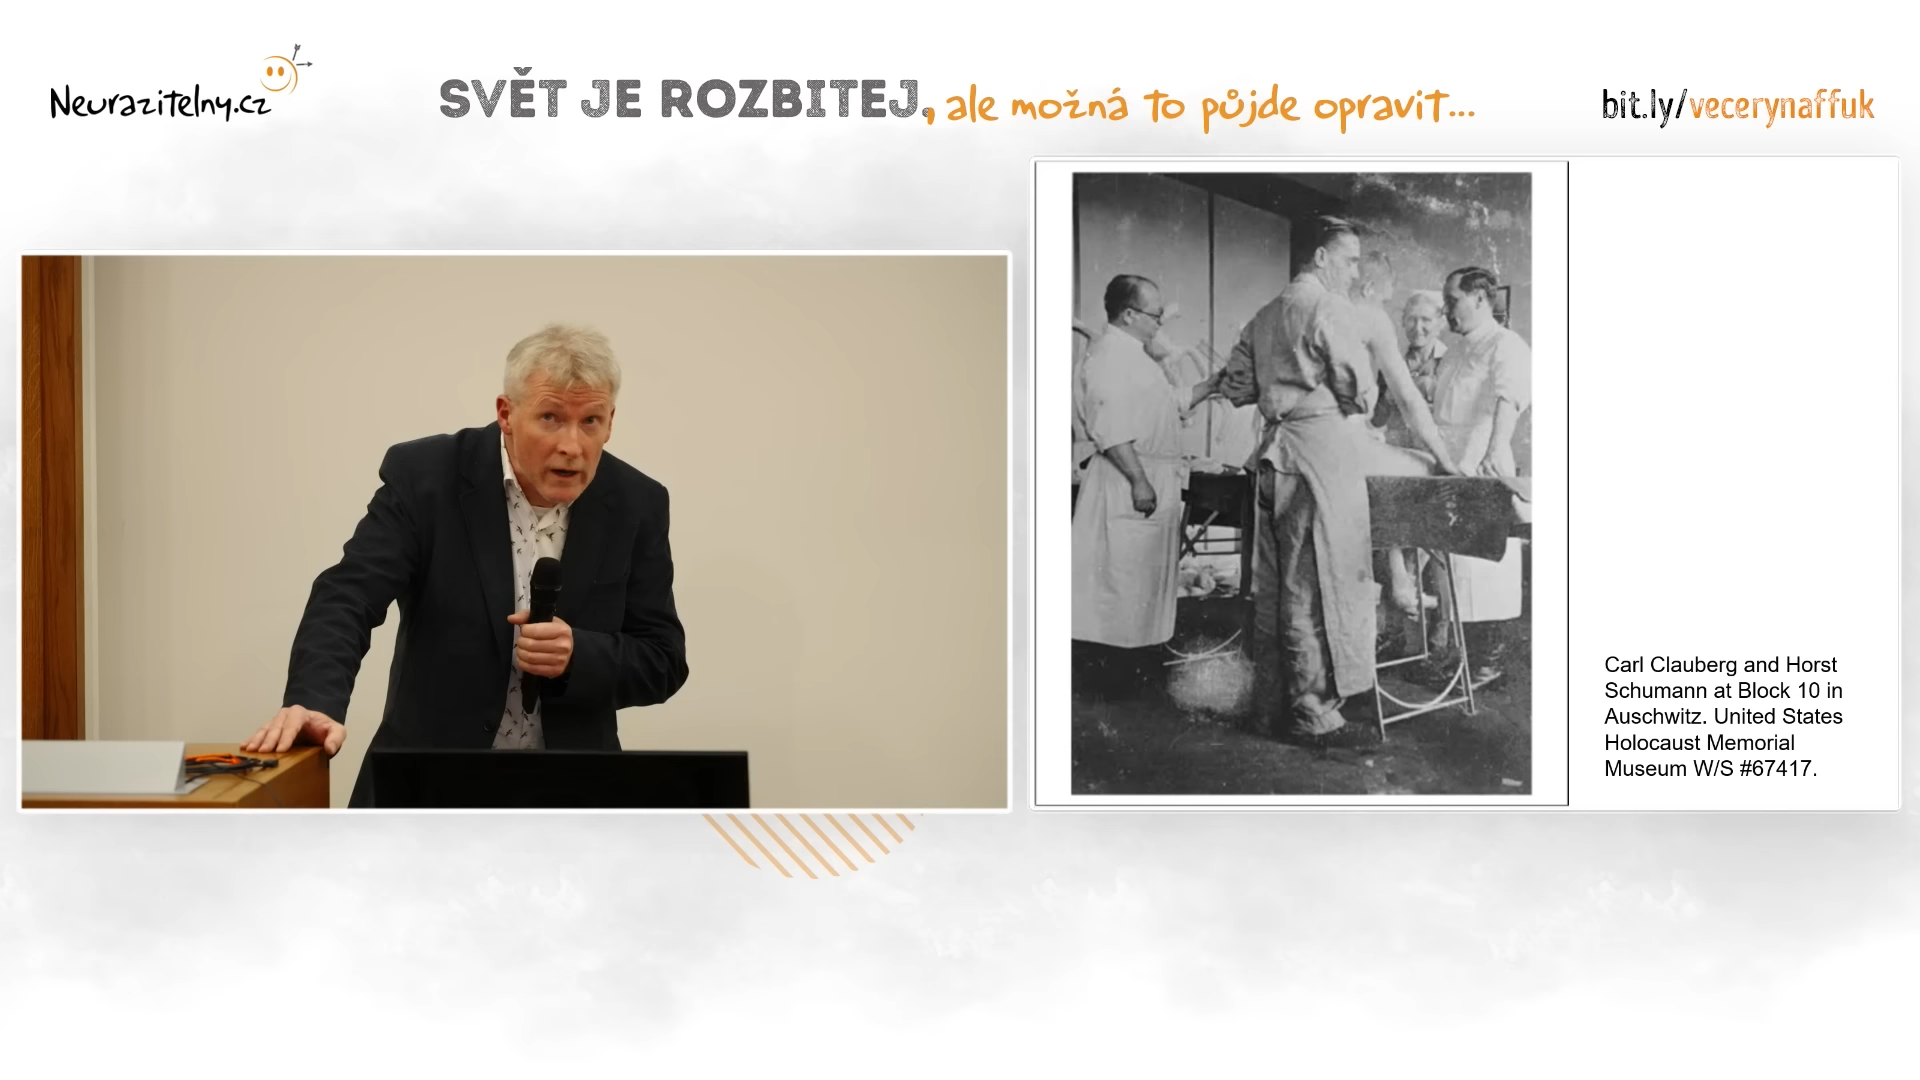 Neurazitelny.cz
SVĚT JE ROZBITEJ, ale možná to půjde opravit...
bit.ly/vecerynaffuk
Carl Clauberg and Horst
Schumann at Block 10 in
Auschwitz. United States
Holocaust Memorial
Museum W/S #67417.